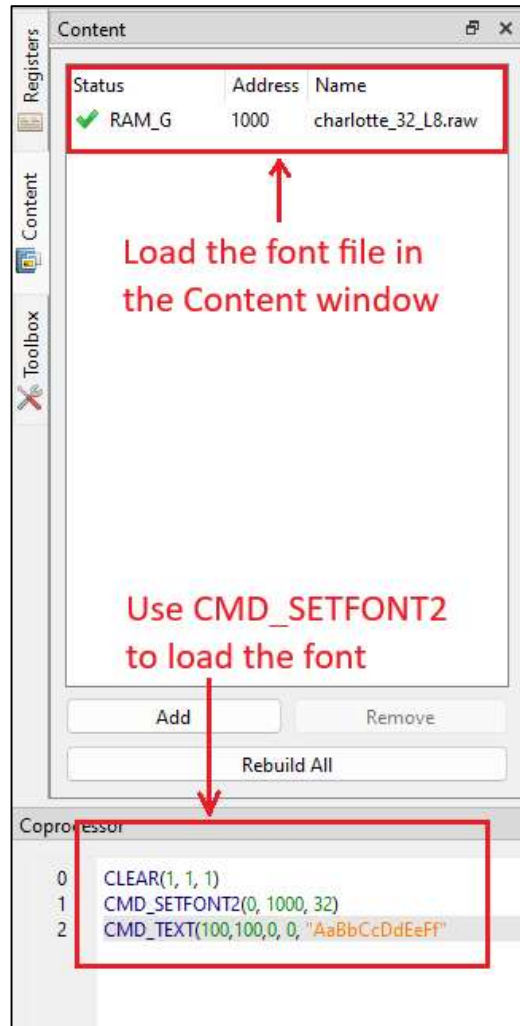 Content
Registers
Content
Toolbox
Status Address Name
RAM_G 1000 charlotte_32_L8.raw
Load the font file in
the Content window
Use CMD_SETFONT2
to load the font
Add Remove
Rebuild All
Coprocessor
0 CLEAR(1, 1, 1)
1 CMD_SETFONT2(0, 1000, 32)
2 CMD_TEXT(100,100,0, 0, "AaBbCcDdEeFf"